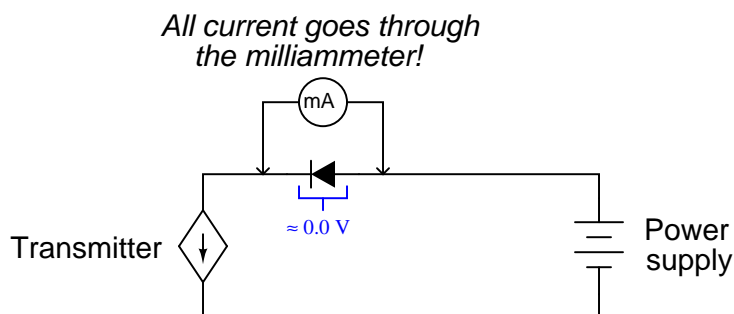 All current goes through
the milliammeter!
mA
≈ 0.0 V
Transmitter
Power
supply